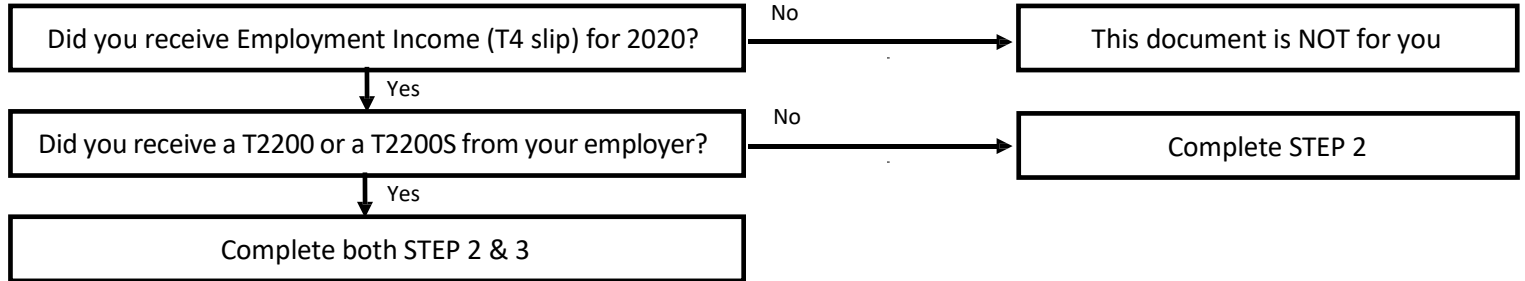 No
Did you receive Employment Income (T4 slip) for 2020?
This document is NOT for you
Yes
No
Did you receive a T2200 or a T2200S from your employer?
Complete STEP 2
Yes
Complete both STEP 2 & 3